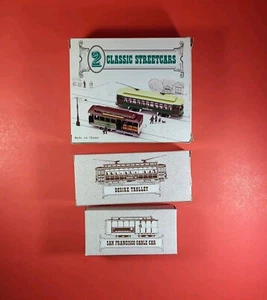 2 CLASSIC STREETCARS
Made in China
DESIRE TROLLEY
SAN FRANCISCO CABLE CAR